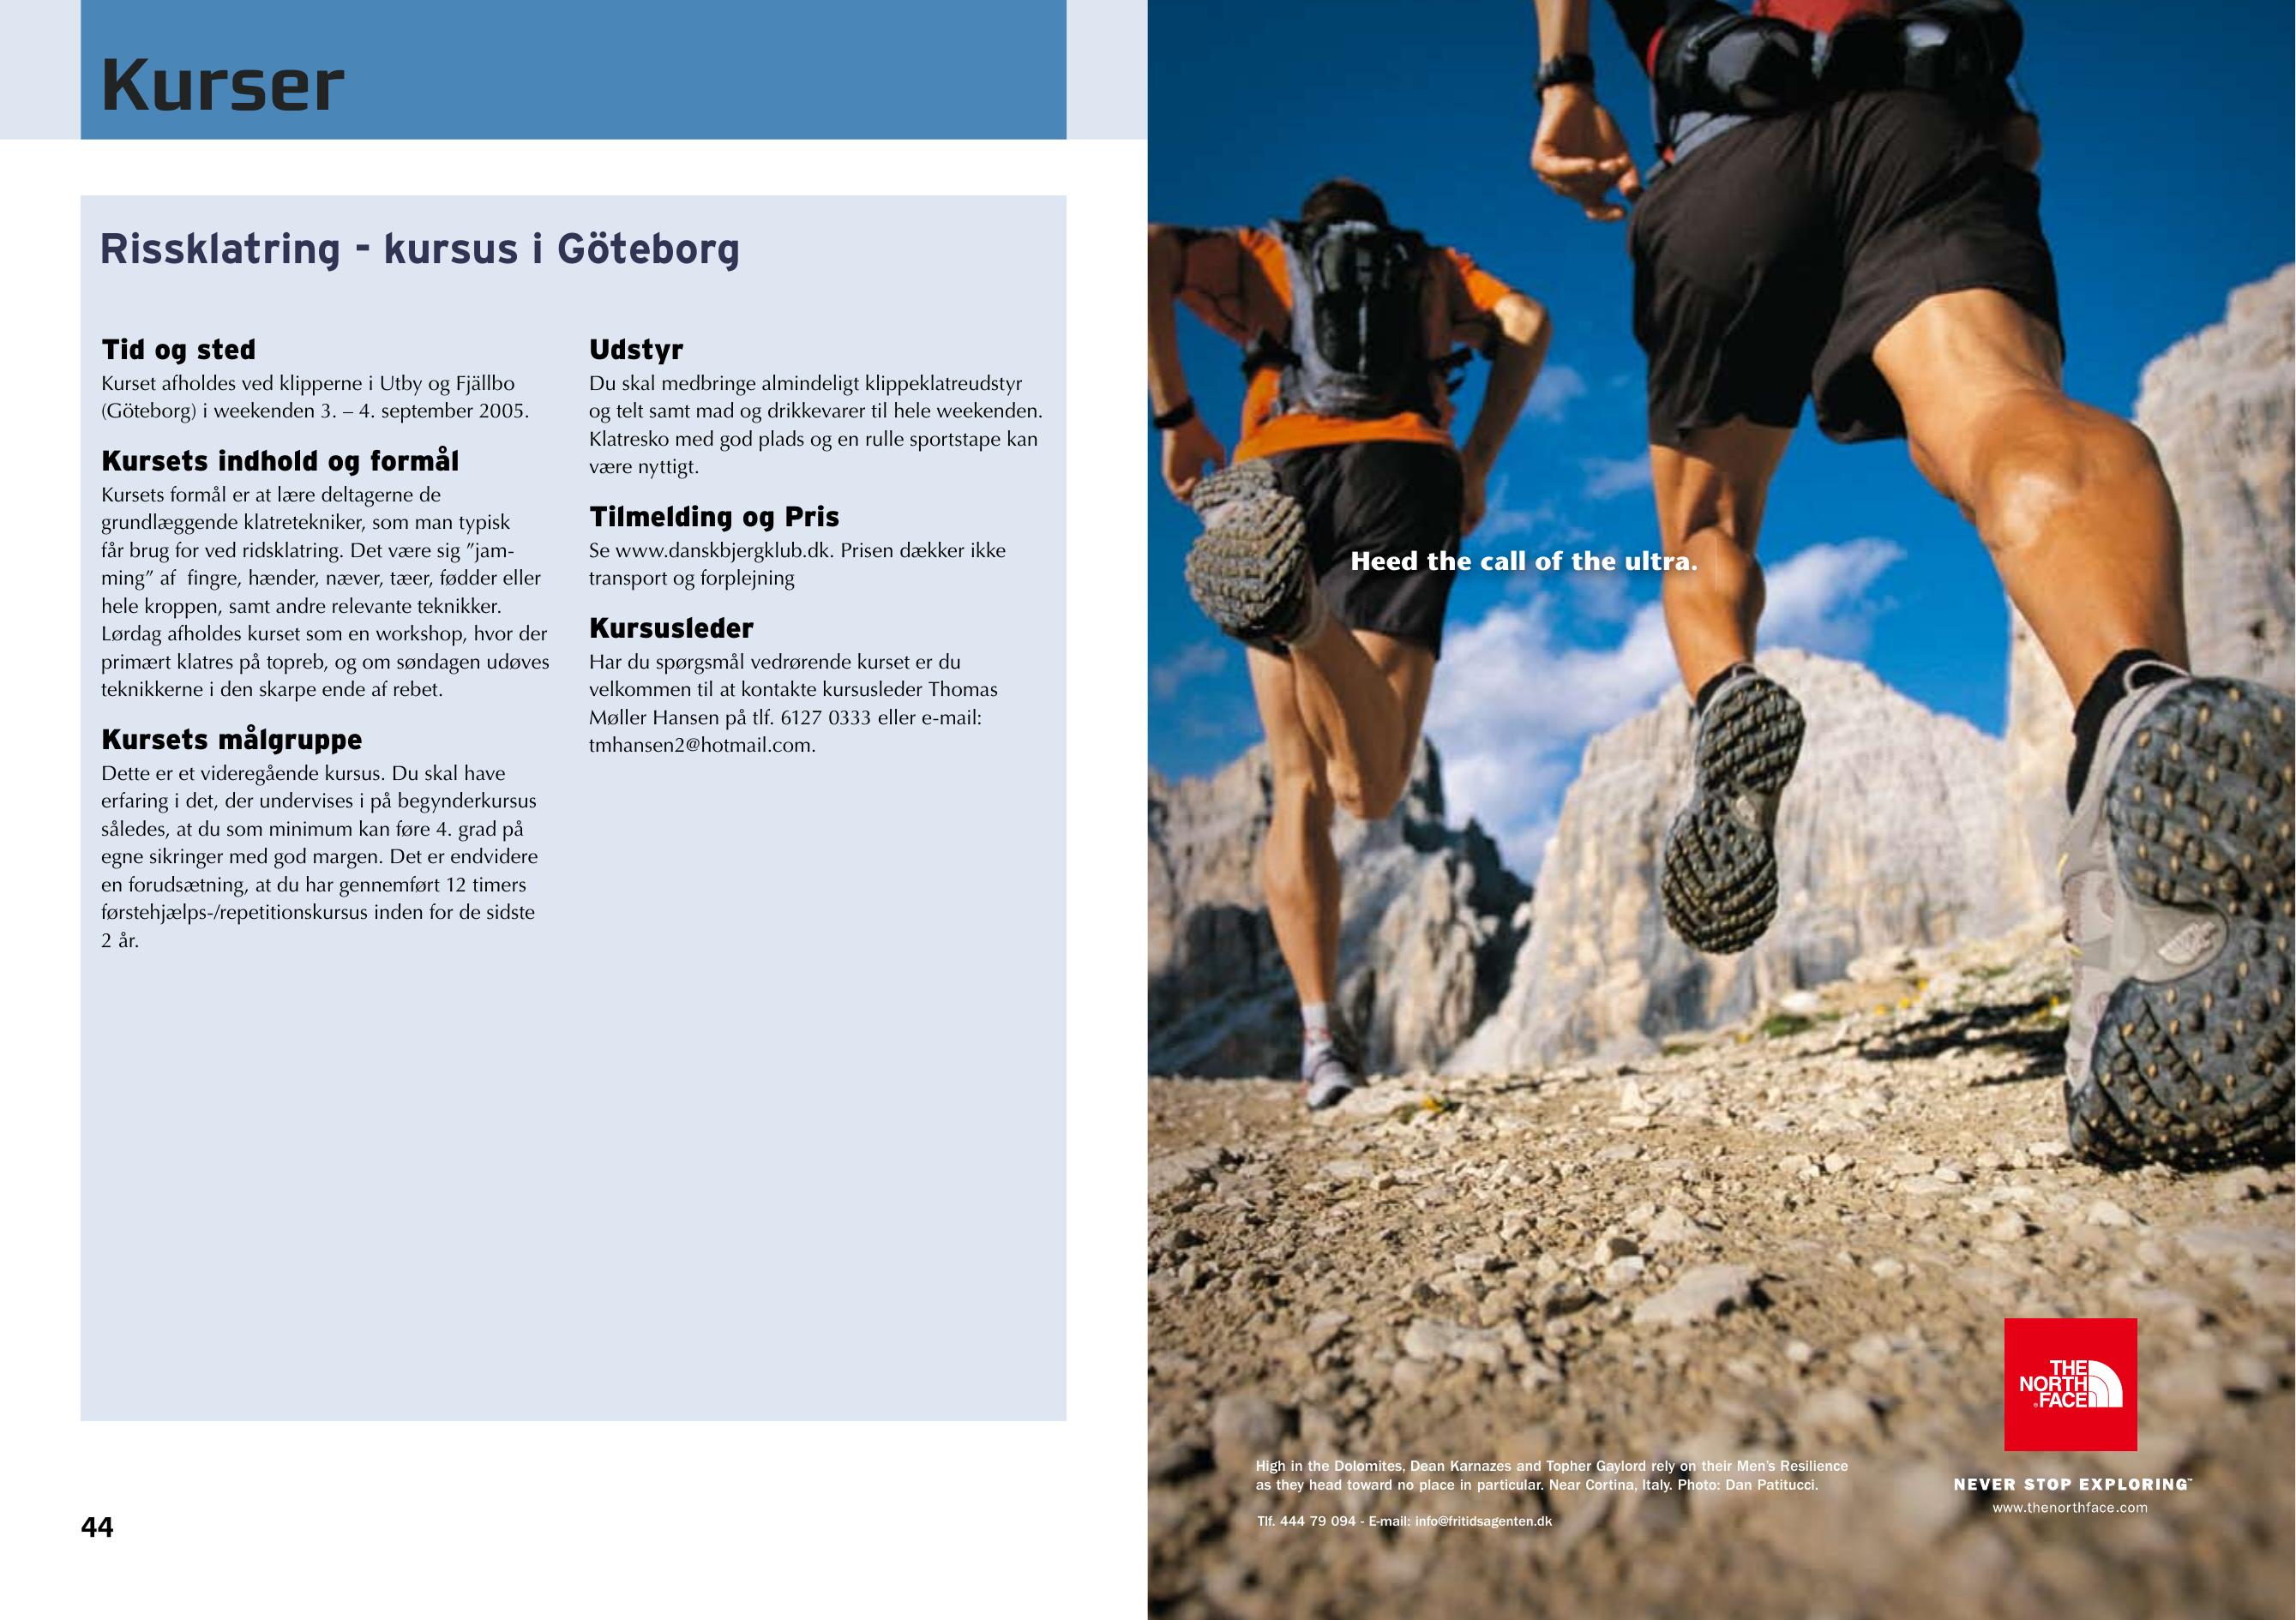 Kurser
Rissklatring - kursus i Göteborg
Tid og sted
Kurset afholdes ved klipperne i Utby og Fjällbo
(Göteborg) i weekenden 3. – 4. september 2005.
Kursets indhold og formål
Kursets formål er at lære deltagerne de
grundlæggende klatretekniker, som man typisk
får brug for ved ridsklatring. Det være sig ”jam-
ming” af  fingre, hænder, næver, tæer, fødder eller
hele kroppen, samt andre relevante teknikker.
Lørdag afholdes kurset som en workshop, hvor der
primært klatres på topreb, og om søndagen udøves
teknikkerne i den skarpe ende af rebet.
Kursets målgruppe
Dette er et videregående kursus. Du skal have
erfaring i det, der undervises i på begynderkursus
således, at du som minimum kan føre 4. grad på
egne sikringer med god margen. Det er endvidere
en forudsætning, at du har gennemført 12 timers
førstehjælps-/repetitionskursus inden for de sidste
2 år.
Udstyr
Du skal medbringe almindeligt klippeklatreudstyr
og telt samt mad og drikkevarer til hele weekenden.
Klatresko med god plads og en rulle sportstape kan
være nyttigt.
Tilmelding og Pris
Se www.danskbjergklub.dk. Prisen dækker ikke
transport og forplejning
Kursusleder
Har du spørgsmål vedrørende kurset er du
velkommen til at kontakte kursusleder Thomas
Møller Hansen på tlf. 6127 0333 eller e-mail:
tmhansen2@hotmail.com.
44
Heed the call of the ultra.
THE
NORTH
FACE
High in the Dolomites, Dean Karnazes and Topher Gaylord rely on their Men's Resilience
as they head toward no place in particular. Near Cortina, Italy. Photo: Dan Patitucci.
Tlf. 444 79 094 - E-mail: info@fritidsagenten.dk
NEVER STOP EXPLORING™
www.thenorthface.com